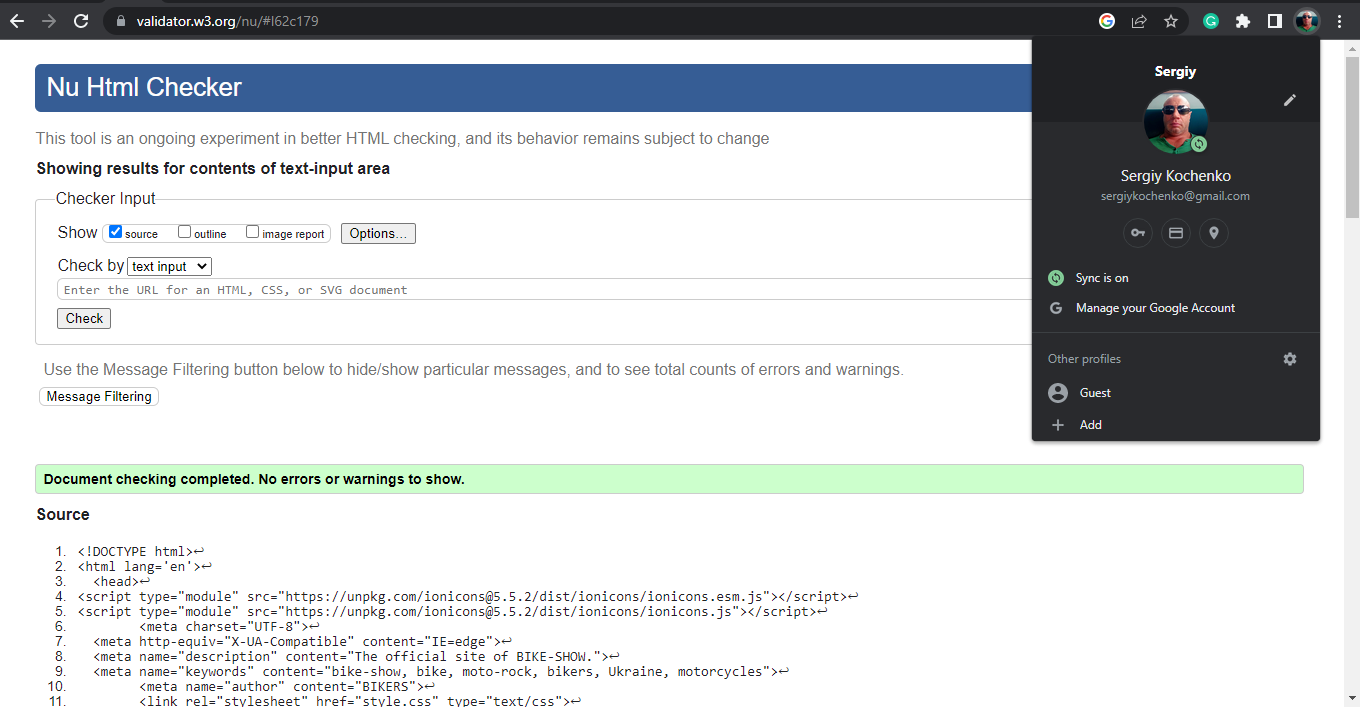 validator.w3.org/nu/#l62c179
Nu Html Checker
This tool is an ongoing experiment in better HTML checking, and its behavior remains subject to change
Showing results for contents of text-input area
Checker Input
Show source outline image report Options...
Check by text input
Enter the URL for an HTML, CSS, or SVG document
Check
Use the Message Filtering button below to hide/show particular messages, and to see total counts of errors and warnings.
Message Filtering
Sergiy
Sergiy Kochenko
sergiykochenko@gmail.com
Sync is on
G Manage your Google Account
Other profiles
Guest
Add
Document checking completed. No errors or warnings to show.
Source
1. <!DOCTYPE html>↩
2. <html lang='en'>↩
3. <head>↩
4. <script type="module" src="https://unpkg.com/ionicons@5.5.2/dist/ionicons/ionicons.esm.js"></script>↩
5. <script type="module" src="https://unpkg.com/ionicons@5.5.2/dist/ionicons/ionicons.js"></script>↩
6. <meta charset="UTF-8">↩
7. <meta http-equiv="X-UA-Compatible" content="IE=edge">↩
8. <meta name="description" content="The official site of BIKE-SHOW.">↩
9. <meta name="keywords" content="bike-show, bike, moto-rock, bikers, Ukraine, motorcycles">↩
10. <meta name="author" content="BIKERS">↩
11. <link rel="stylesheet" href="style.css" type="text/css">↩